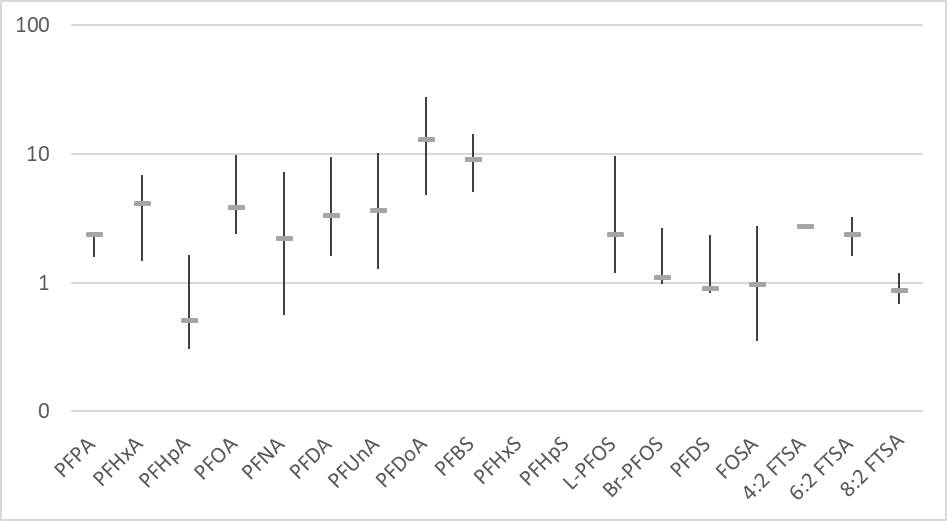 100
10
1
0
PFPA
PFHxA
PFHpA
PFOA
PFNA
PFDA
PFUnA
PFDoA
PFBS
PFHxS
PFHpS
L-PFOS
Br-PFOS
PFDS
FOSA
4:2 FTSA
6:2 FTSA
8:2 FTSA